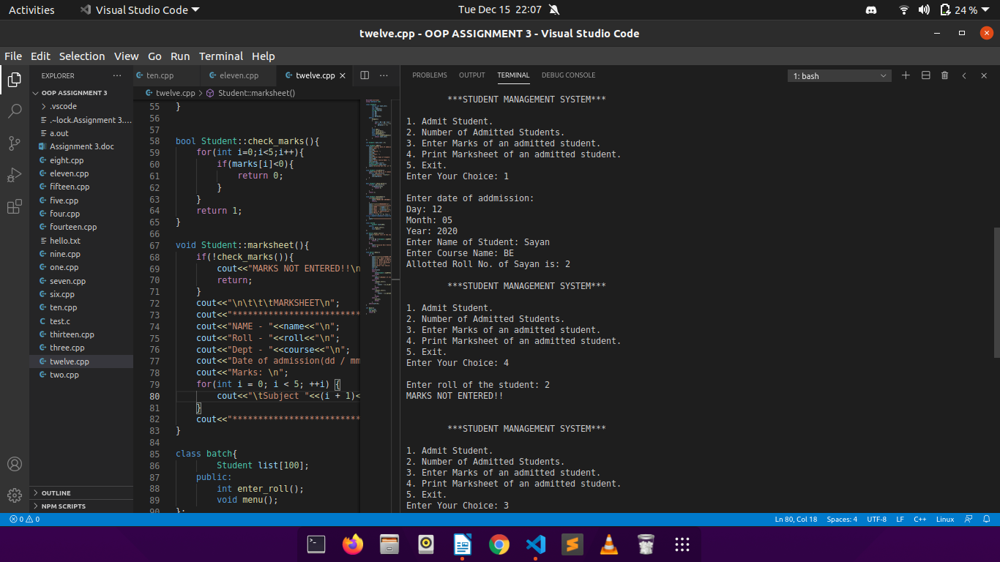 Activities
Visual Studio Code
Tue Dec 15 22:07
24 %
twelve.cpp - OOP ASSIGNMENT 3 - Visual Studio Code
File Edit Selection View Go Run Terminal Help
EXPLORER
OOP ASSIGNMENT 3
.vscode
.~lock.Assignment 3....
a.out
Assignment 3.doc
eight.cpp
eleven.cpp
fifteen.cpp
five.cpp
four.cpp
fourteen.cpp
hello.txt
nine.cpp
one.cpp
seven.cpp
six.cpp
ten.cpp
test.c
thirteen.cpp
three.cpp
twelve.cpp
two.cpp
OUTLINE
NPM SCRIPTS
ten.cpp eleven.cpp twelve.cpp
twelve.cpp > Student::marksheet()
55 }
56
57
58 bool Student::check_marks(){
59 for(int i=0;i<5;i++){
60 if(marks[i]<0){
61 return 0;
62 }
63 }
64 return 1;
65 }
66
67 void Student::marksheet(){
68 if(!check_marks()){
69 cout<<"MARKS NOT ENTERED!!\n
70 return;
71 }
72 cout<<"\n\t\t\tMARKSHEET\n";
73 cout<<"*************************
74 cout<<"NAME - "<<name<<"\n";
75 cout<<"Roll - "<<roll<<"\n";
76 cout<<"Dept - "<<course<<"\n";
77 cout<<"Date of admission(dd / mm
78 cout<<"Marks: \n";
79 for(int i = 0; i < 5; ++i) {
80 cout<<"\tSubject "<<(i + 1)<
81 }
82 cout<<"*************************
83 }
84
85 class batch{
86 Student list[100];
87 public:
88 int enter_roll();
89 void menu();
90 };
PROBLEMS OUTPUT TERMINAL DEBUG CONSOLE
1: bash
***STUDENT MANAGEMENT SYSTEM***
1. Admit Student.
2. Number of Admitted Students.
3. Enter Marks of an admitted student.
4. Print Marksheet of an admitted student.
5. Exit.
Enter Your Choice: 1
Enter date of addmission:
Day: 12
Month: 05
Year: 2020
Enter Name of Student: Sayan
Enter Course Name: BE
Allotted Roll No. of Sayan is: 2
***STUDENT MANAGEMENT SYSTEM***
1. Admit Student.
2. Number of Admitted Students.
3. Enter Marks of an admitted student.
4. Print Marksheet of an admitted student.
5. Exit.
Enter Your Choice: 4
Enter roll of the student: 2
MARKS NOT ENTERED!!
***STUDENT MANAGEMENT SYSTEM***
1. Admit Student.
2. Number of Admitted Students.
3. Enter Marks of an admitted student.
4. Print Marksheet of an admitted student.
5. Exit.
Enter Your Choice: 3
0 0
Ln 80, Col 18 Spaces: 4 UTF-8 LF C++ Linux